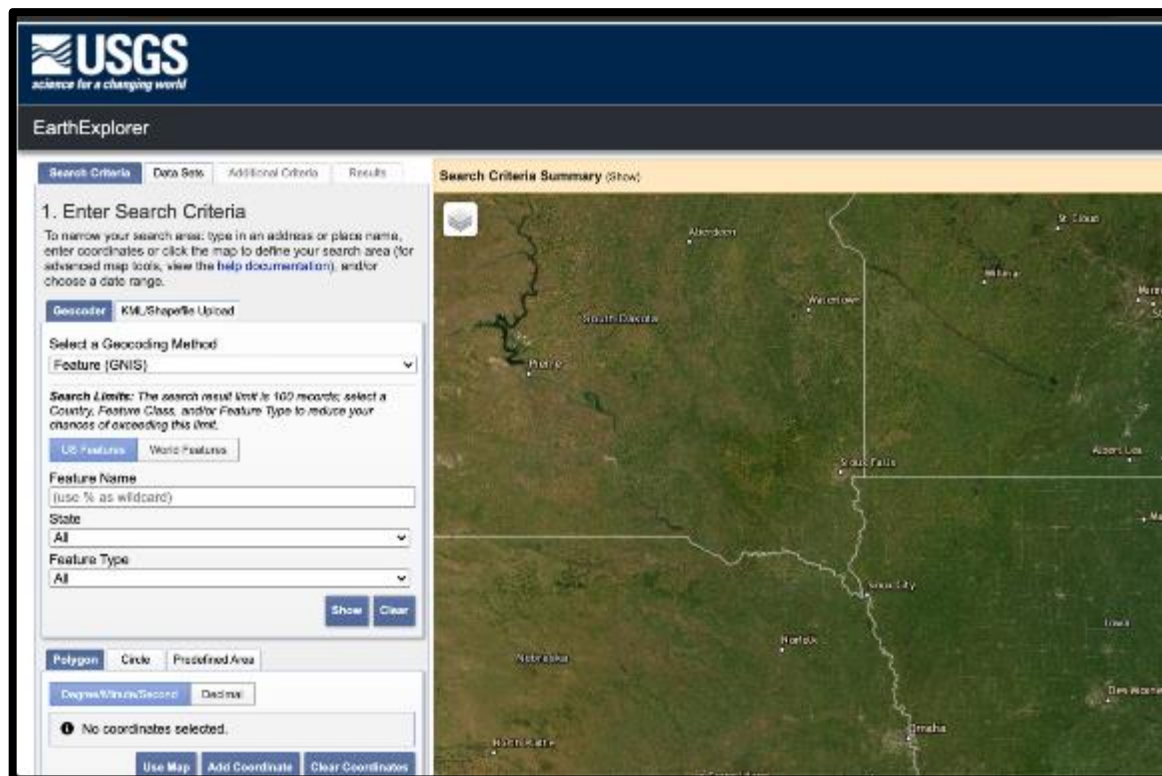 USGS
science for a changing world
EarthExplorer
Search Criteria Data Sets Additional Criteria Results
Search Criteria Summary (Show)
1. Enter Search Criteria
To narrow your search area: type in an address or place name,
enter coordinates or click the map to define your search area (for
advanced map tools, view the help documentation), and/or
choose a date range.
Geocoder KML/Shapefile Upload
Select a Geocoding Method
Feature (GNIS)
Search Limits: The search result limit is 100 records; select a
Country, Feature Class, and/or Feature Type to reduce your
chances of exceeding this limit.
US Features World Features
Feature Name
(use % as wildcard)
State
All
Feature Type
All
Show Clear
Polygon Circle Predefined Area
Degree/Minute/Second Decimal
No coordinates selected.
Use Map Add Coordinate Clear Coordinates
St. Cloud
Aberdeen
Willmar
Watertown
South Dakota
Pierre
Albert Lea
Sioux Falls
Sioux City
Iowa
Norfolk
Nebraska
Des Moine
Omaha
North Platte